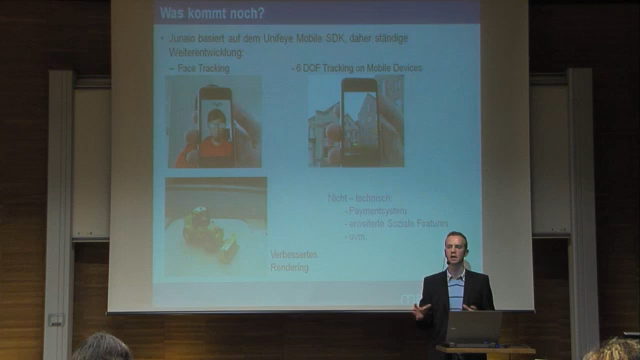 Was kommt noch?
• Junaio basiert auf dem Unifeye Mobile SDK, daher ständige
Weiterentwicklung:
– Face Tracking
- 6 DOF Tracking on Mobile Devices
Nicht – technisch:
- Paymentsystem
- erweiterte Soziale Features
- uvm.
Verbessertes
Rendering